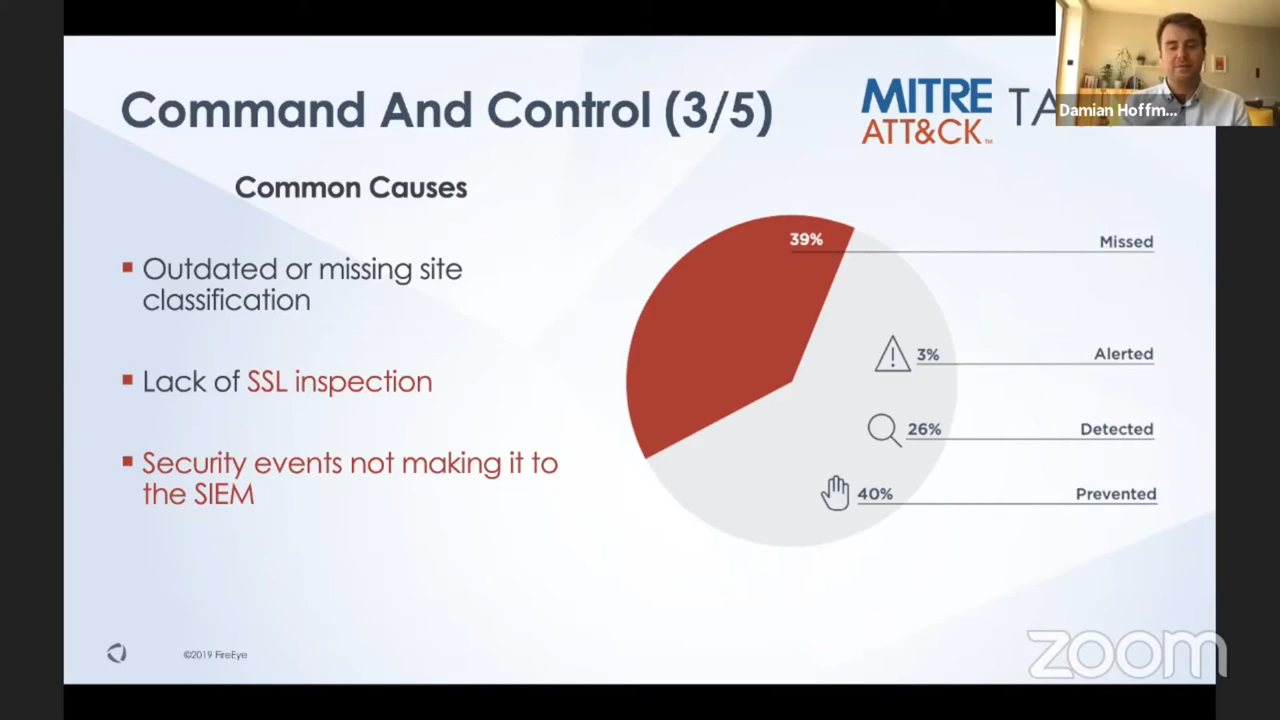 Command And Control (3/5)
MITRE
ATT&CK™
TA
Damian Hoffm...
Common Causes
Outdated or missing site
classification
Lack of SSL inspection
Security events not making it to
the SIEM
39%
Missed
3%
Alerted
26%
Detected
40%
Prevented
©2019 FireEye
zoom